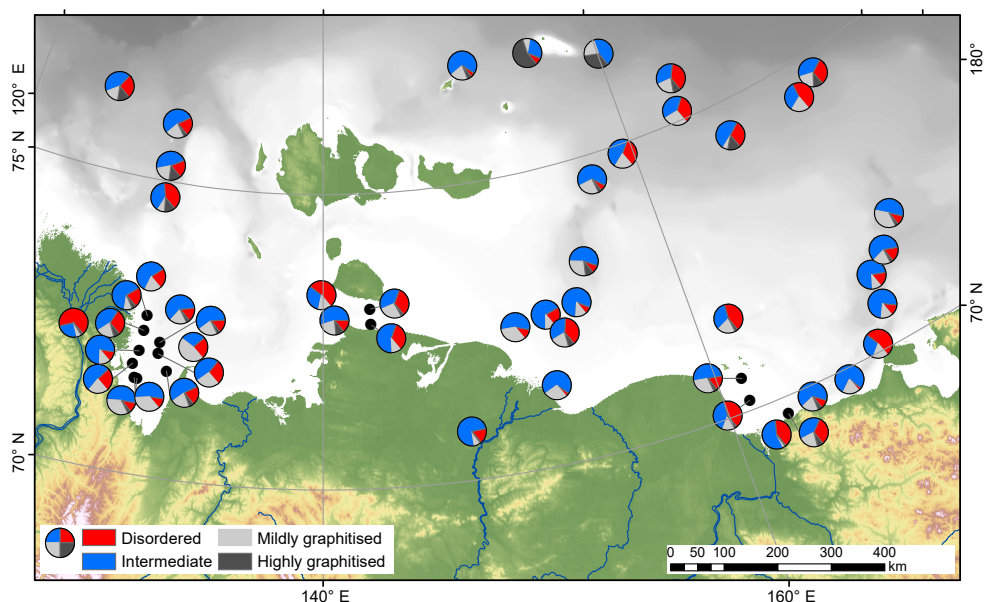 180°
120° E
75° N
70° N
70° N
Disordered
Mildly graphitised
Intermediate
Highly graphitised
0 50 100 200 300 400
km
140° E
160° E